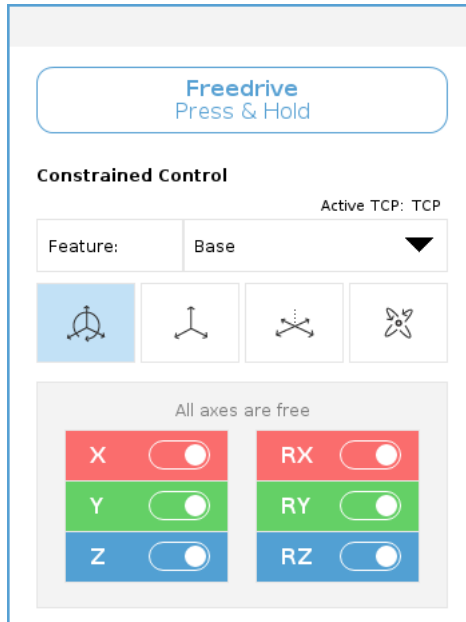 Freedrive
Press & Hold
Constrained Control
Active TCP: TCP
Feature: Base
All axes are free
X RX
Y RY
Z RZ